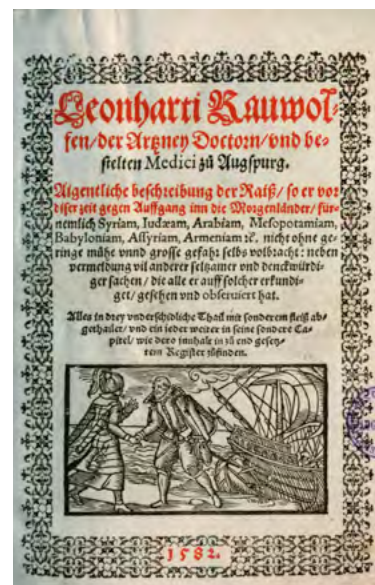 Leonharti Rauwol-
fen/ der Artzney Doctorn/ vnd be-
stelten Medici zů Augspurg.
Aigentliche beschreibung der Raiß/ so er vor
diser zeit gegen Auffgang inn die Morgenländer/ für-
nemlich Syriam, Iudæam, Arabiam, Mesopotamiam,
Babyloniam, Assyriam, Armeniam ꝛc. nicht ohne ge-
ringe mühe vnnd grosse gefahr selbs volbracht: neben
vermeldung vil anderer seltzamer vnd denckwürdi-
ger sachen/ die alle er auff solcher erkundi-
get/ gesehen vnd obseruiert hat.
Alles in drey vnderschidliche Thail mit sonderem fleiß ab-
gethailet/ vnd ein jeder weiter in seine sondere Ca-
pitel/ wie dero innhalt in zů end gesetz-
tem Register zůfinden.
1582.